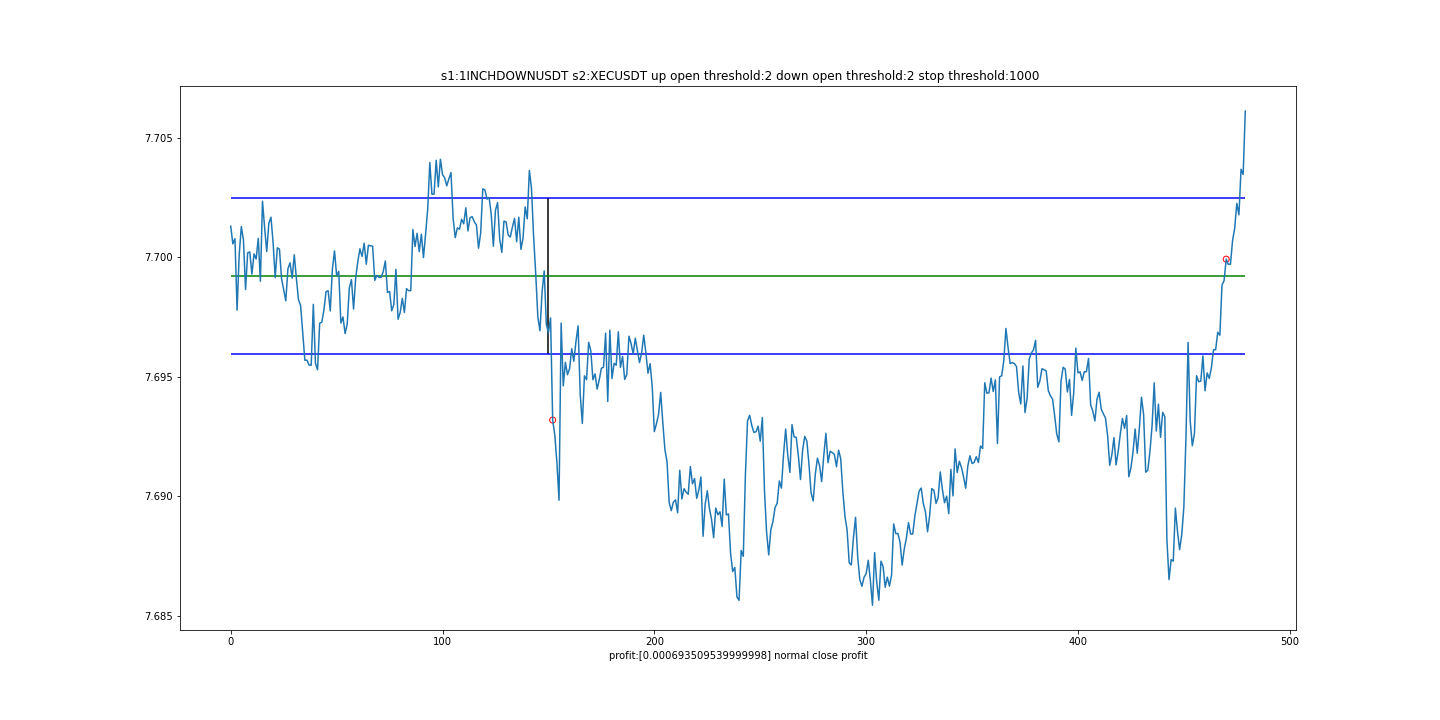 s1:1INCHDOWNUSDT s2:XECUSDT up open threshold:2 down open threshold:2 stop threshold:1000
7.705
7.700
7.695
7.690
7.685
0 100 200 300 400 500
profit:[0.000693509539999998] normal close profit